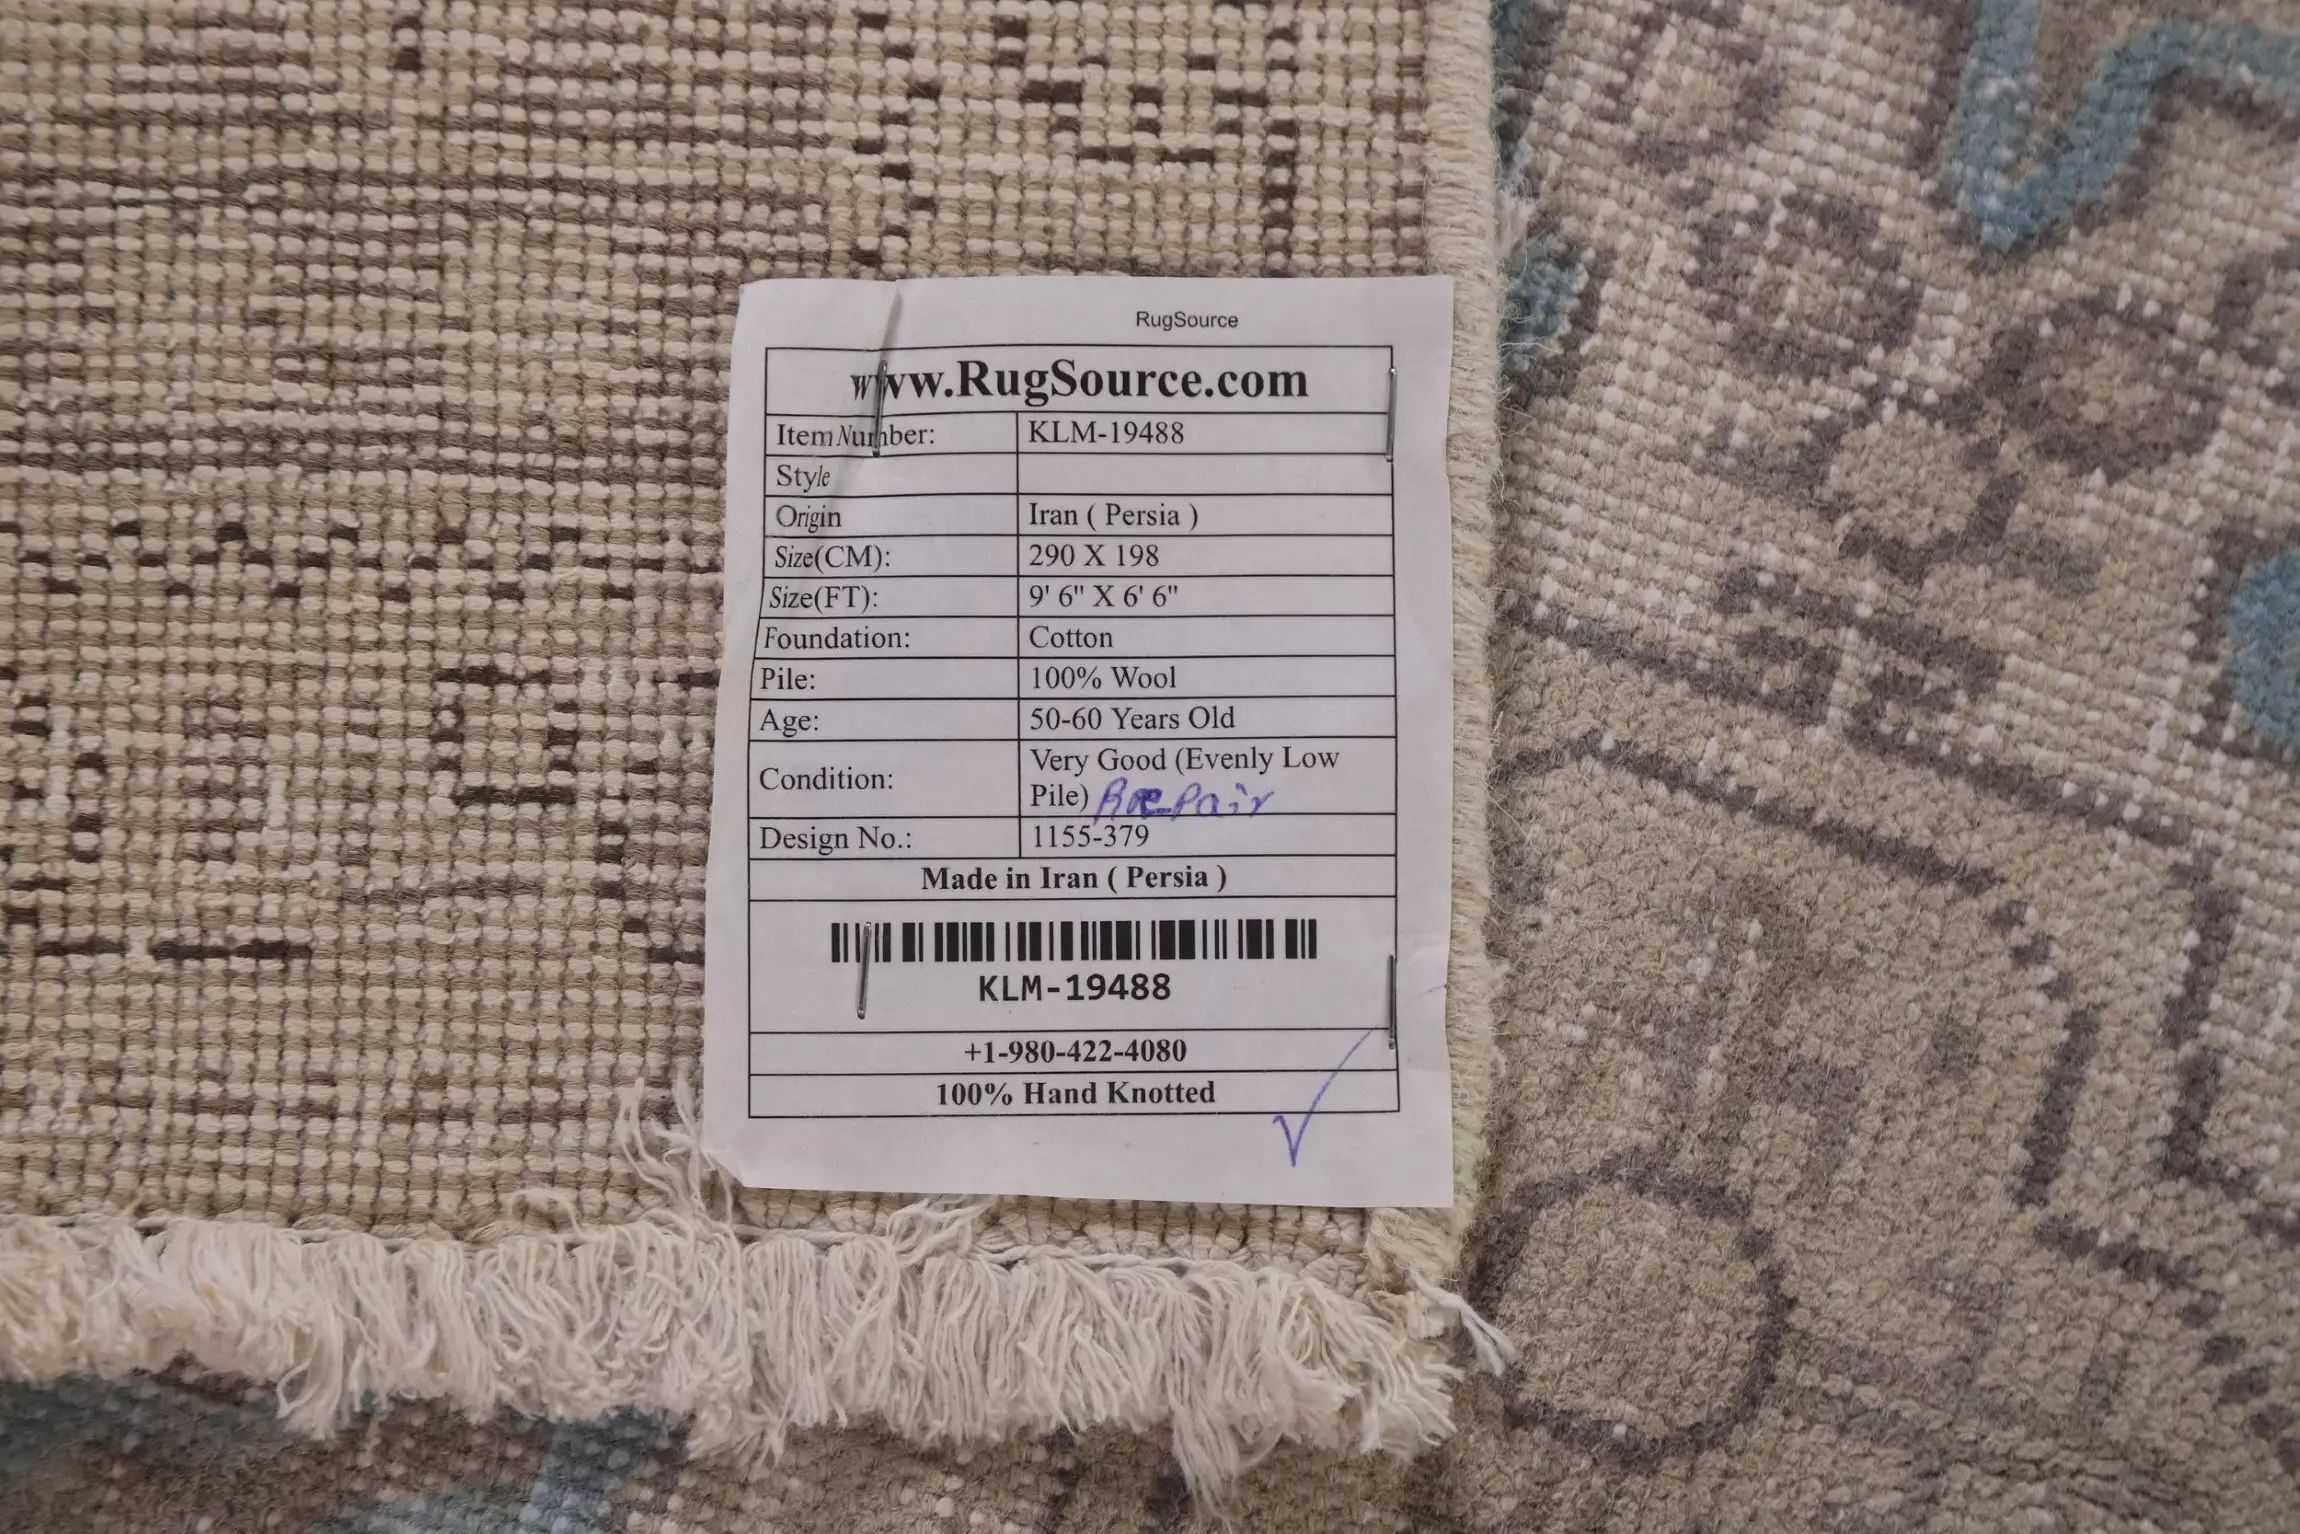 RugSource
www.RugSource.com
Item Number: KLM-19488
Style
Origin Iran ( Persia )
Size(CM): 290 X 198
Size(FT): 9' 6" X 6' 6"
Foundation: Cotton
Pile: 100% Wool
Age: 50-60 Years Old
Condition: Very Good (Evenly Low
Pile) Repair
Design No.: 1155-379
Made in Iran ( Persia )
KLM-19488
+1-980-422-4080
100% Hand Knotted